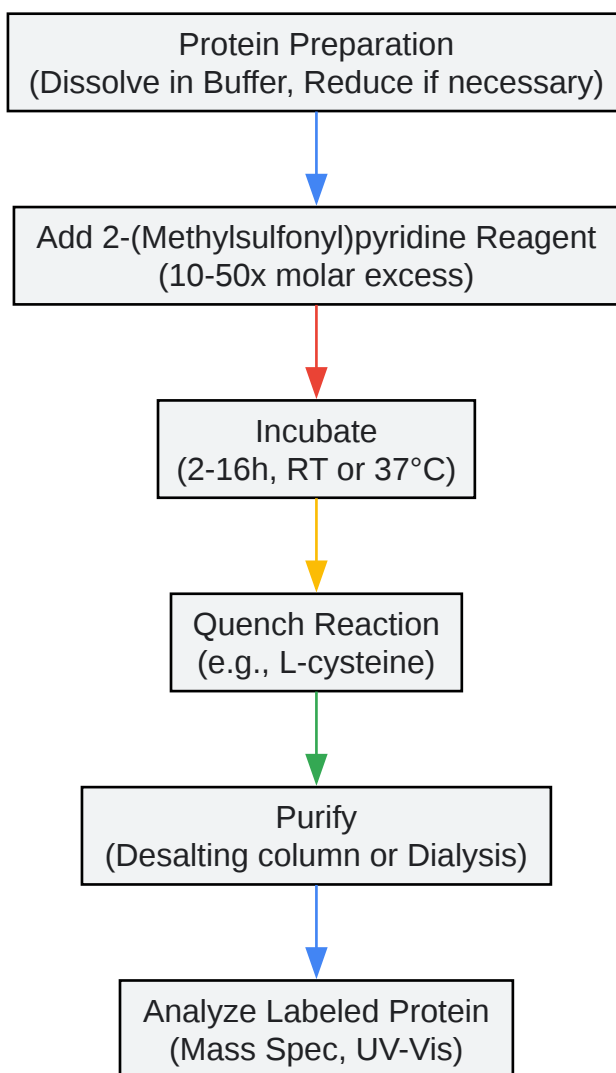 Protein Preparation
(Dissolve in Buffer, Reduce if necessary)
Add 2-(Methylsulfonyl)pyridine Reagent
(10-50x molar excess)
Incubate
(2-16h, RT or 37°C)
Quench Reaction
(e.g., L-cysteine)
Purify
(Desalting column or Dialysis)
Analyze Labeled Protein
(Mass Spec, UV-Vis)